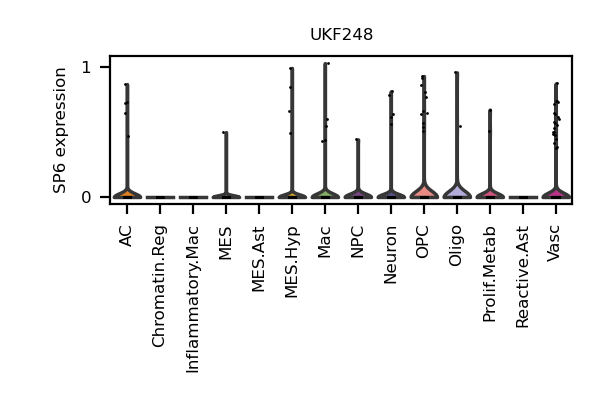 UKF248
SP6 expression
1
0
AC
Chromatin.Reg
Inflammatory.Mac
MES
MES.Ast
MES.Hyp
Mac
NPC
Neuron
OPC
Oligo
Prolif.Metab
Reactive.Ast
Vasc